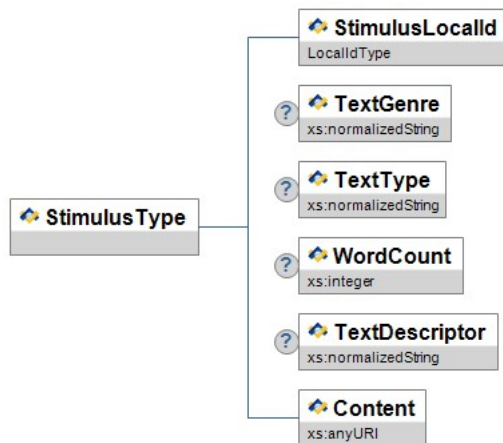 StimulusLocalId
LocalIdType
?
TextGenre
xs:normalizedString
?
TextType
xs:normalizedString
StimulusType
?
WordCount
xs:integer
?
TextDescriptor
xs:normalizedString
Content
xs:anyURI